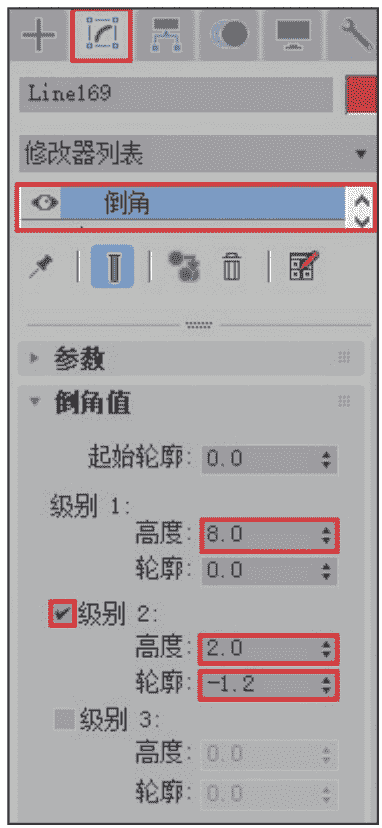 Line169
修改器列表
倒角
参数
倒角值
起始轮廓: 0.0
级别 1:
高度: 8.0
轮廓: 0.0
级别 2:
高度: 2.0
轮廓: -1.2
级别 3:
高度: 0.0
轮廓: 0.0